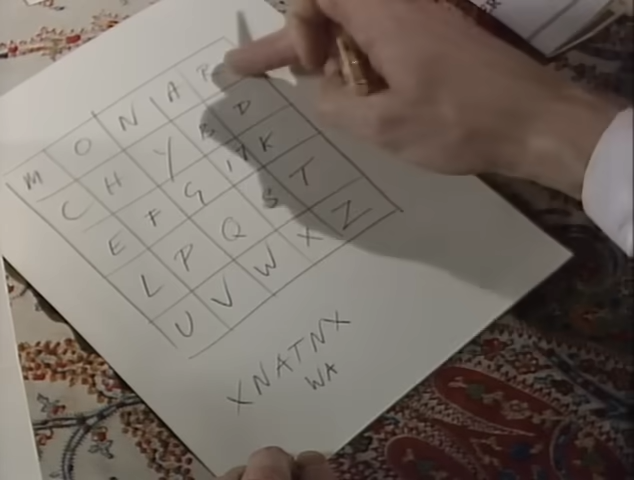 M O N A R
C H Y B D
E F G I/J K
L P Q S T
U V W X Z
XNATNX
WA